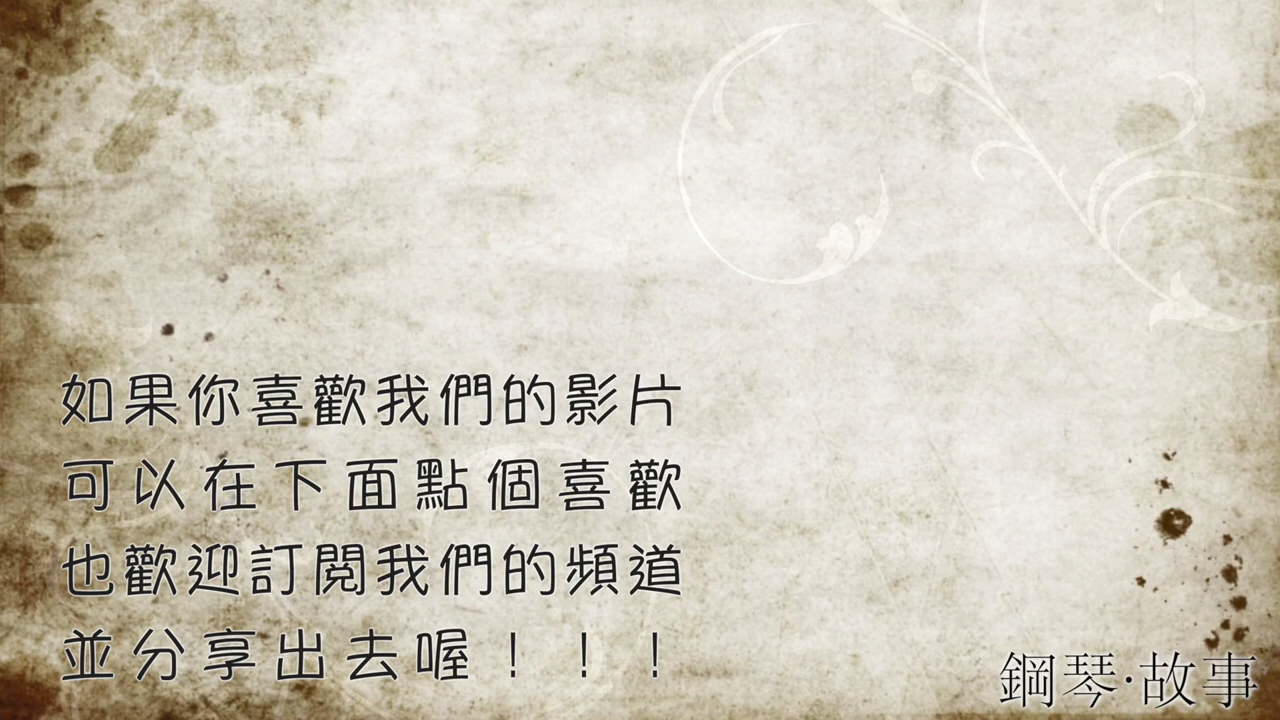 如果你喜歡我們的影片
可以在下面點個喜歡
也歡迎訂閱我們的頻道
並分享出去喔！！！
鋼琴·故事